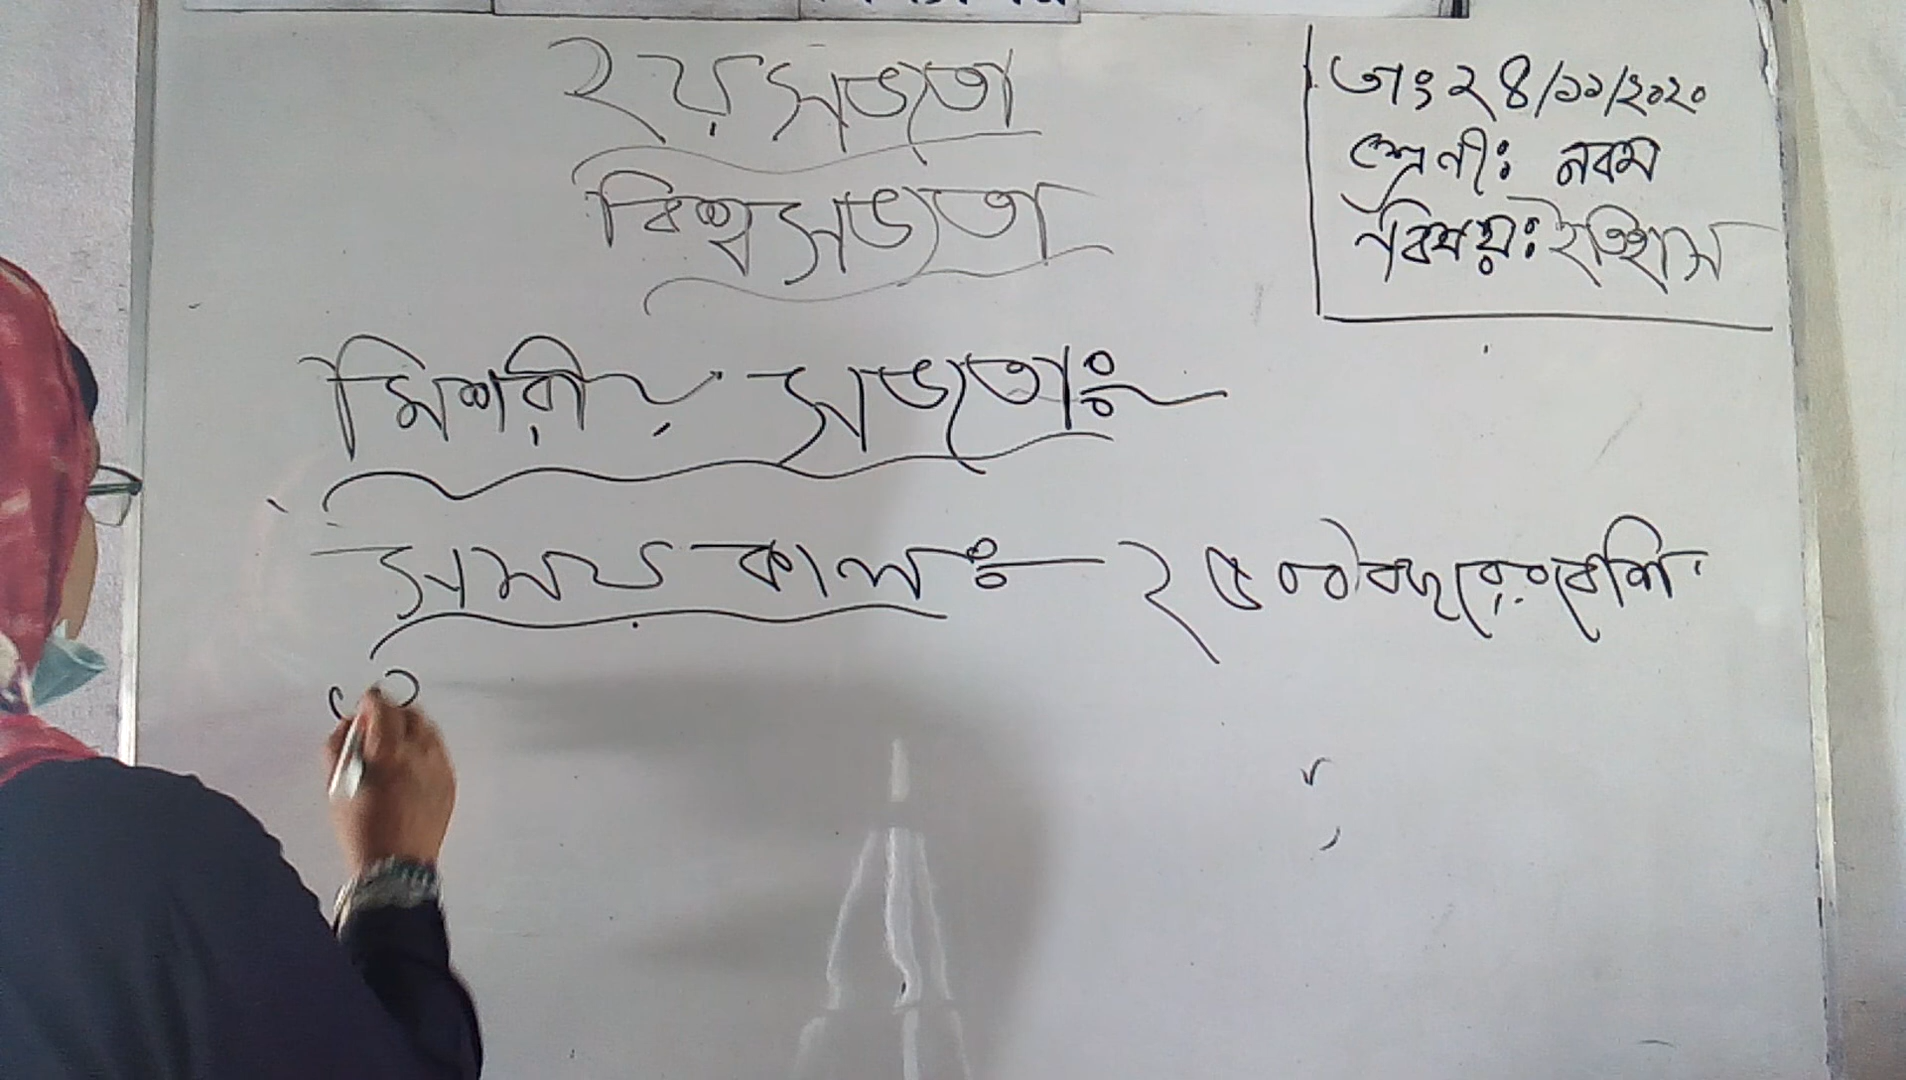 ২য় সভ্যতা
বিশ্বসভ্যতা
তাং ২৪/১১/২০২০
শ্রেণী: নবম
বিষয়: ইতিহাস
মিশরীয় সভ্যতাঃ
সময়কালঃ— ২৫০০ বছরের বেশি